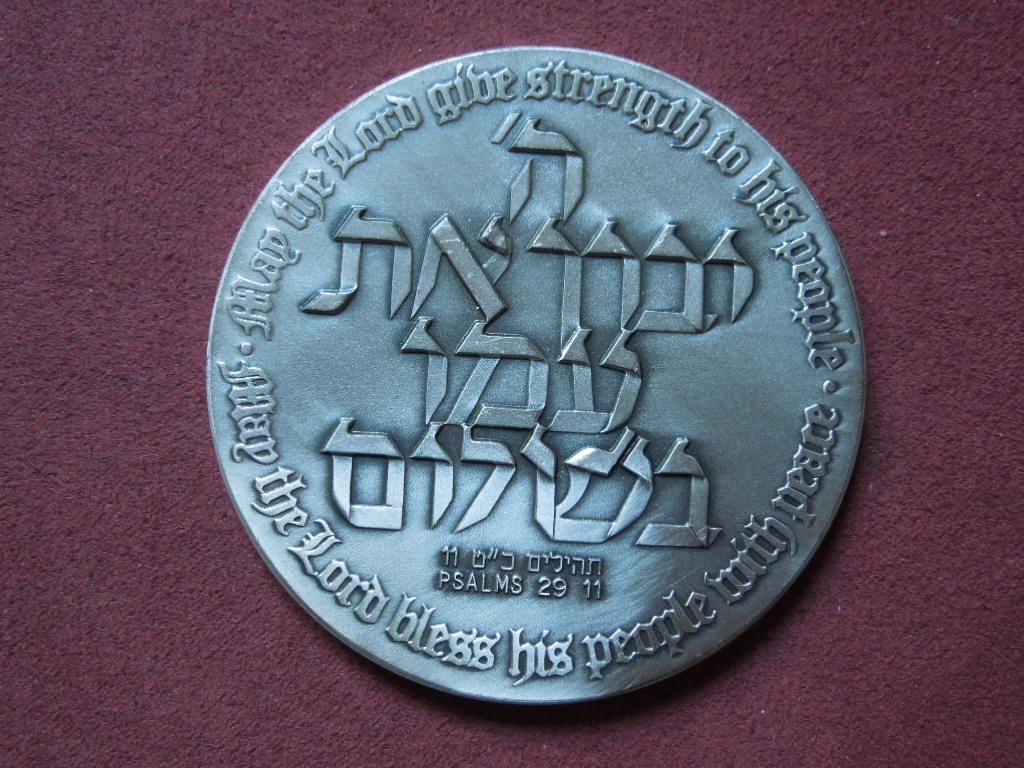 May the Lord give strength to his people ·
May the Lord bless his people with peace ·
ה'
יברך את
עמו
בשלום
תהילים כ"ט 11
PSALMS 29 11